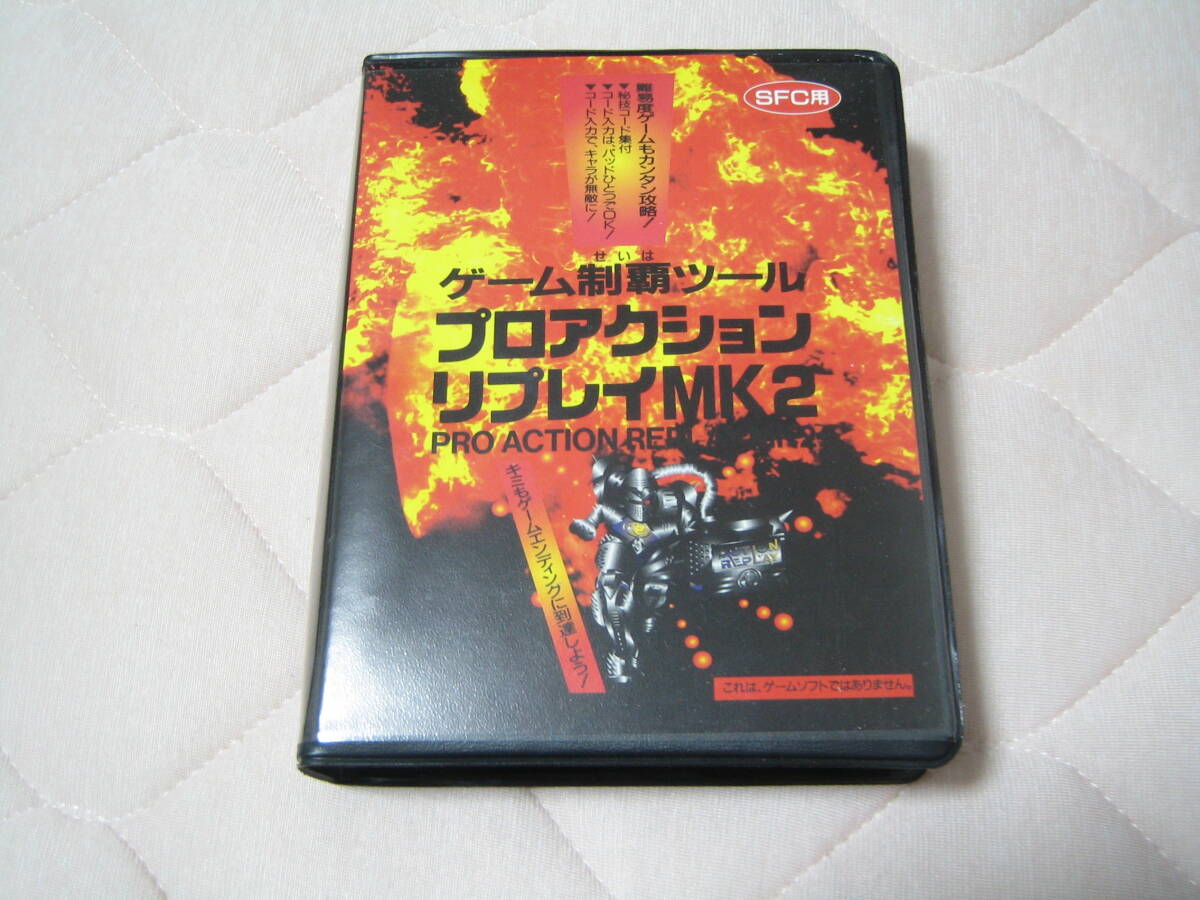 SFC用
難易度ゲームもカンタン攻略!
▼秘技コード集付
▼コード入力は、パッドひとつでOK!
▼コード入力で、キャラが無敵に!
せいは
ゲーム制覇ツール
プロアクション
リプレイMK2
PRO ACTION
キミもゲームエンディングに到達しよう!
REPLAY
これは、ゲームソフトではありません。